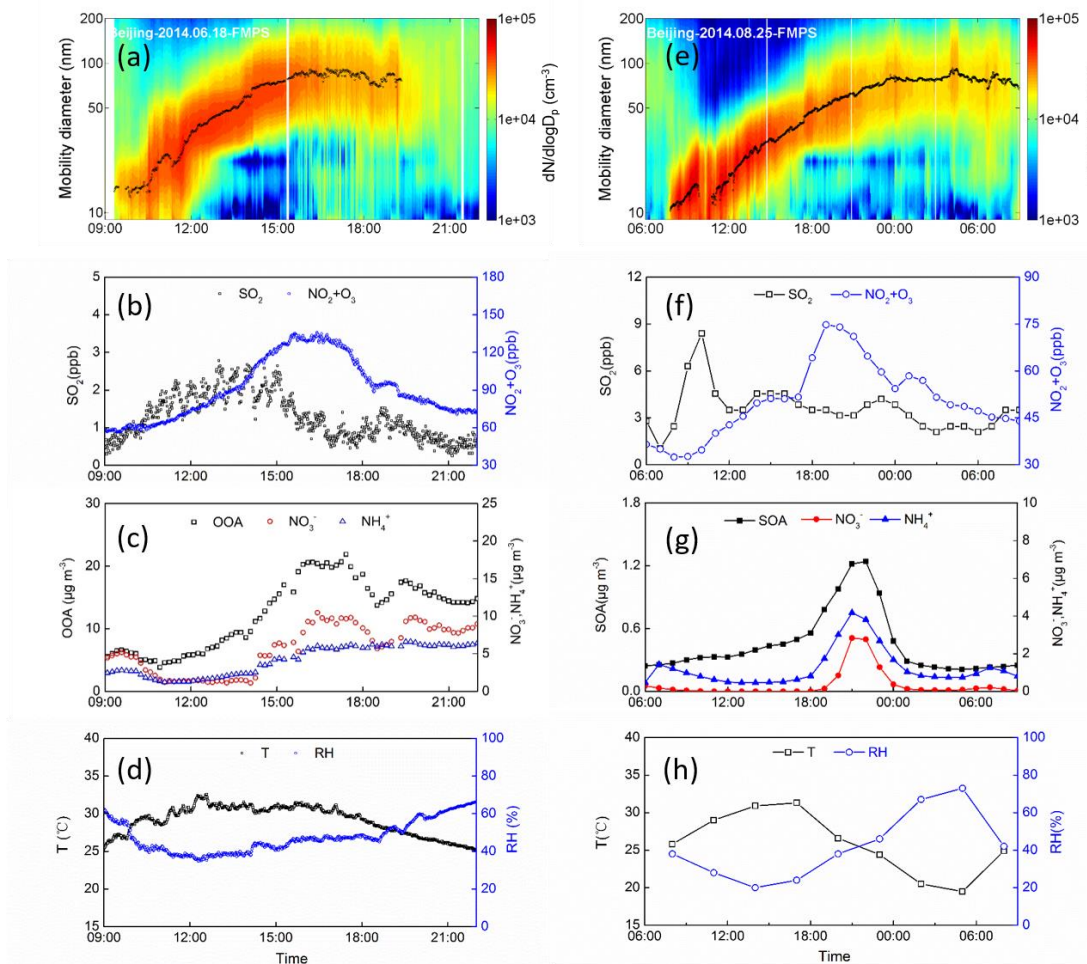 Beijing-2014.06.18-FMPS
(a)
200
100
50
10
Mobility diameter (nm)
09:00 12:00 15:00 18:00 21:00
1e+05
1e+04
1e+03
dN/dlogDp (cm-3)
Beijing-2014.08.25-FMPS
(e)
200
100
50
10
Mobility diameter (nm)
06:00 12:00 18:00 00:00 06:00
1e+05
1e+04
1e+03
(b)
SO2 NO2+O3
5
4
3
2
1
0
SO2(ppb)
180
150
120
90
60
30
NO2+O3(ppb)
09:00 12:00 15:00 18:00 21:00
(f)
SO2 NO2+O3
12
9
6
3
0
SO2(ppb)
90
75
60
45
30
NO2+O3(ppb)
06:00 12:00 18:00 00:00 06:00
(c)
OOA NO3- NH4+
30
20
10
0
OOA (μg m-3)
25
20
15
10
5
0
NO3-,NH4+(μg m-3)
09:00 12:00 15:00 18:00 21:00
(g)
SOA NO3- NH4+
1.8
1.2
0.6
0.0
SOA(μg m-3)
10
8
6
4
2
0
NO3-,NH4+(μg m-3)
06:00 12:00 18:00 00:00 06:00
(d)
T RH
40
35
30
25
20
15
T (℃)
100
80
60
40
20
0
RH (%)
09:00 12:00 15:00 18:00 21:00
Time
(h)
T RH
40
35
30
25
20
15
T(℃)
100
80
60
40
20
0
RH(%)
06:00 12:00 18:00 00:00 06:00
Time